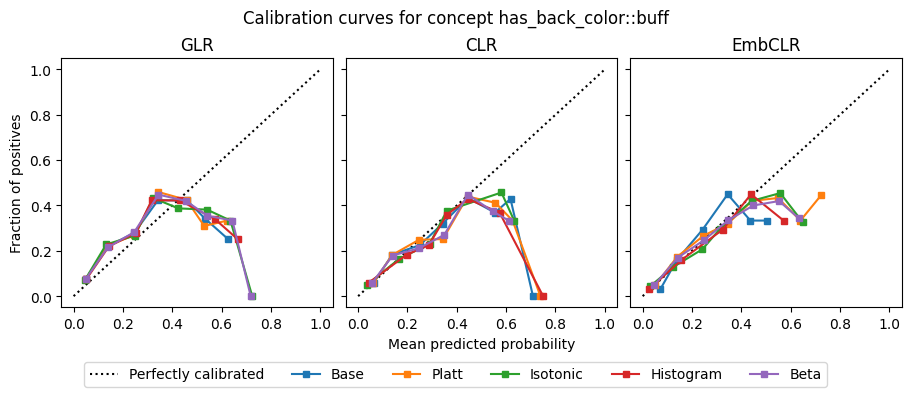 Calibration curves for concept has_back_color::buff
GLR
CLR
EmbCLR
1.0
0.8
0.6
0.4
0.2
0.0
Fraction of positives
0.0 0.2 0.4 0.6 0.8 1.0
0.0 0.2 0.4 0.6 0.8 1.0
0.0 0.2 0.4 0.6 0.8 1.0
Mean predicted probability
Perfectly calibrated Base Platt Isotonic Histogram Beta